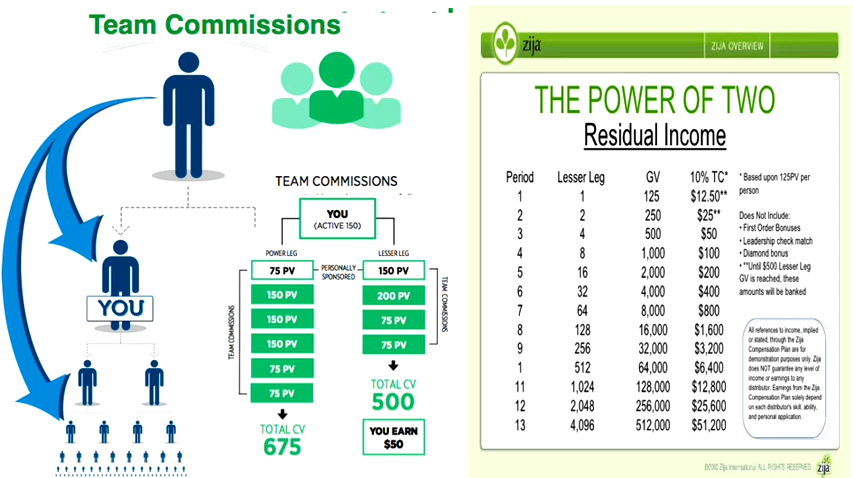 Team Commissions
YOU
TEAM COMMISSIONS
YOU
(ACTIVE 150)
POWER LEG
LESSER LEG
75 PV
PERSONALLY
SPONSORED
150 PV
150 PV
200 PV
150 PV
75 PV
150 PV
75 PV
75 PV
75 PV
TEAM COMMISSIONS
TEAM COMMISSIONS
TOTAL CV
675
TOTAL CV
500
YOU EARN
$50
zija
ZIJA OVERVIEW
THE POWER OF TWO
Residual Income
Period Lesser Leg GV 10% TC*
1 1 125 $12.50**
2 2 250 $25**
3 4 500 $50
4 8 1,000 $100
5 16 2,000 $200
6 32 4,000 $400
7 64 8,000 $800
8 128 16,000 $1,600
9 256 32,000 $3,200
1 512 64,000 $6,400
11 1,024 128,000 $12,800
12 2,048 256,000 $25,600
13 4,096 512,000 $51,200
* Based upon 125PV per
person
Does Not Include:
• First Order Bonuses
• Leadership check match
• Diamond bonus
• **Until $500 Lesser Leg
GV is reached, these
amounts will be banked
All references to income, implied
or stated, through the Zija
Compensation Plan are for
demonstration purposes only. Zija
does NOT guarantee any level of
income or earnings to any
distributor. Earnings from the Zija
Compensation Plan solely depend
on each distributor's skill, ability,
and personal application.
Zija International ALL RIGHTS RESERVED
zija